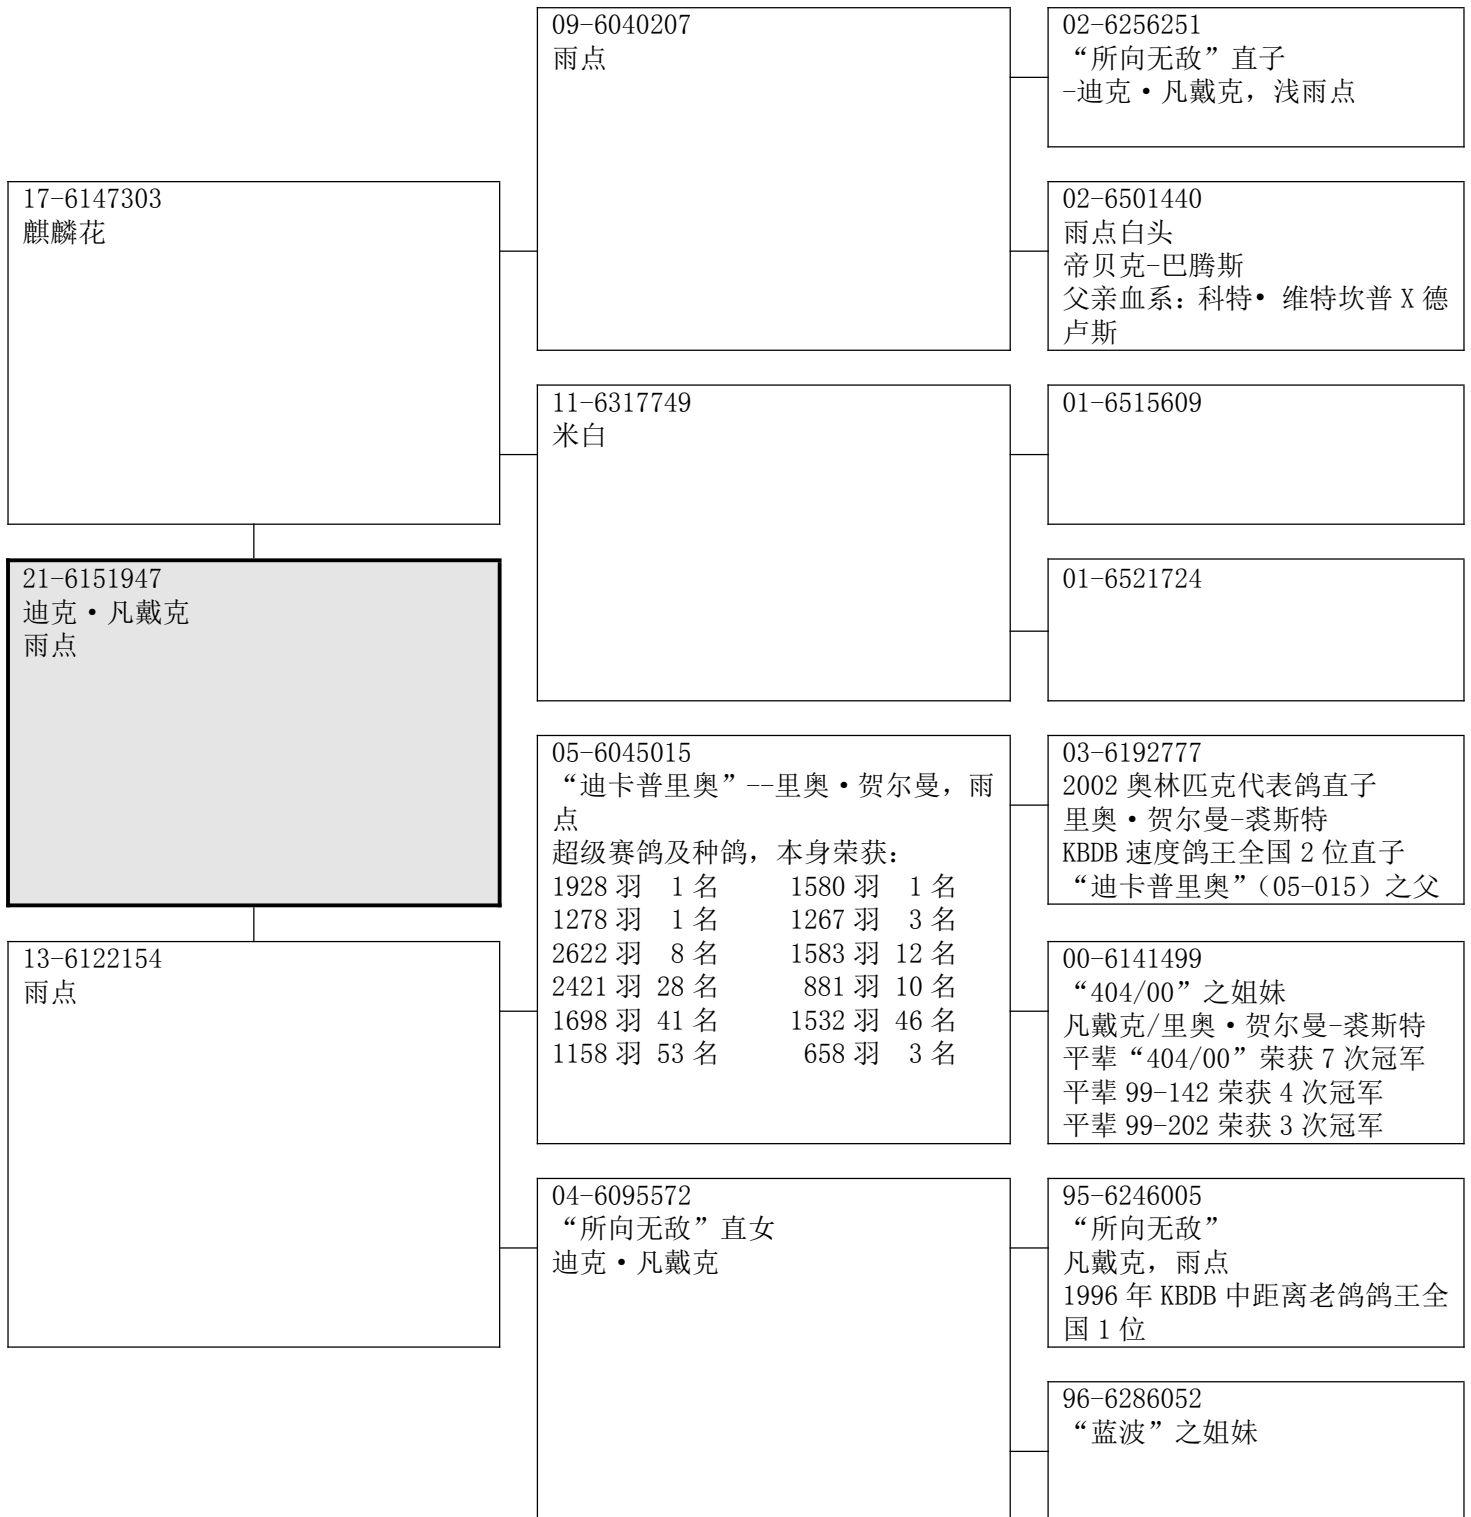 09-6040207
雨点
02-6256251
“所向无敌”直子
-迪克·凡戴克，浅雨点
17-6147303
麒麟花
02-6501440
雨点白头
帝贝克-巴腾斯
父亲血系：科特• 维特坎普 X 德
卢斯
11-6317749
米白
01-6515609
21-6151947
迪克·凡戴克
雨点
01-6521724
05-6045015
“迪卡普里奥”--里奥·贺尔曼，雨
点
超级赛鸽及种鸽，本身荣获：
1928 羽 1 名 1580 羽 1 名
1278 羽 1 名 1267 羽 3 名
2622 羽 8 名 1583 羽 12 名
2421 羽 28 名 881 羽 10 名
1698 羽 41 名 1532 羽 46 名
1158 羽 53 名 658 羽 3 名
03-6192777
2002 奥林匹克代表鸽直子
里奥·贺尔曼-裘斯特
KBDB 速度鸽王全国 2 位直子
“迪卡普里奥”（05-015）之父
13-6122154
雨点
00-6141499
“404/00”之姐妹
凡戴克/里奥·贺尔曼-裘斯特
平辈“404/00”荣获 7 次冠军
平辈 99-142 荣获 4 次冠军
平辈 99-202 荣获 3 次冠军
04-6095572
“所向无敌”直女
迪克·凡戴克
95-6246005
“所向无敌”
凡戴克，雨点
1996 年 KBDB 中距离老鸽鸽王全
国 1 位
96-6286052
“蓝波”之姐妹